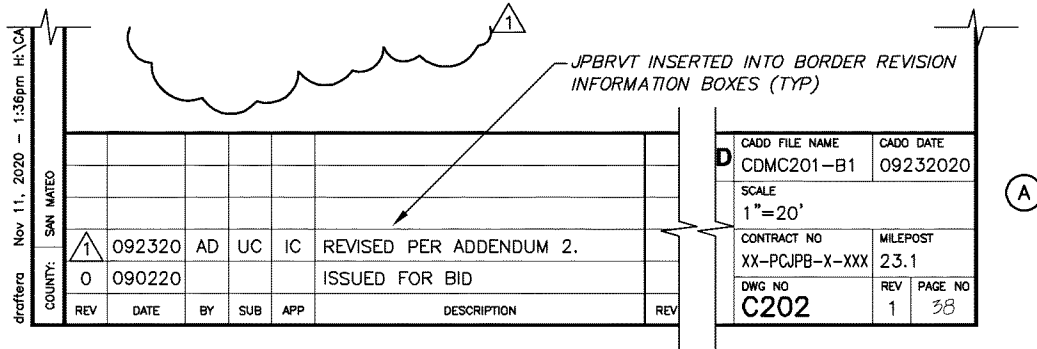 1
JPBRVT INSERTED INTO BORDER REVISION
INFORMATION BOXES (TYP)
draftera Nov 11, 2020 - 1:36pm H:\CA
COUNTY: SAN MATEO
1 092320 AD UC IC REVISED PER ADDENDUM 2.
0 090220 ISSUED FOR BID
REV DATE BY SUB APP DESCRIPTION REV
D
CADD FILE NAME
CDMC201-B1
CADO DATE
09232020
SCALE
1"=20'
CONTRACT NO
XX-PCJPB-X-XXX
MILEPOST
23.1
DWG NO
C202
REV
1
PAGE NO
38
A